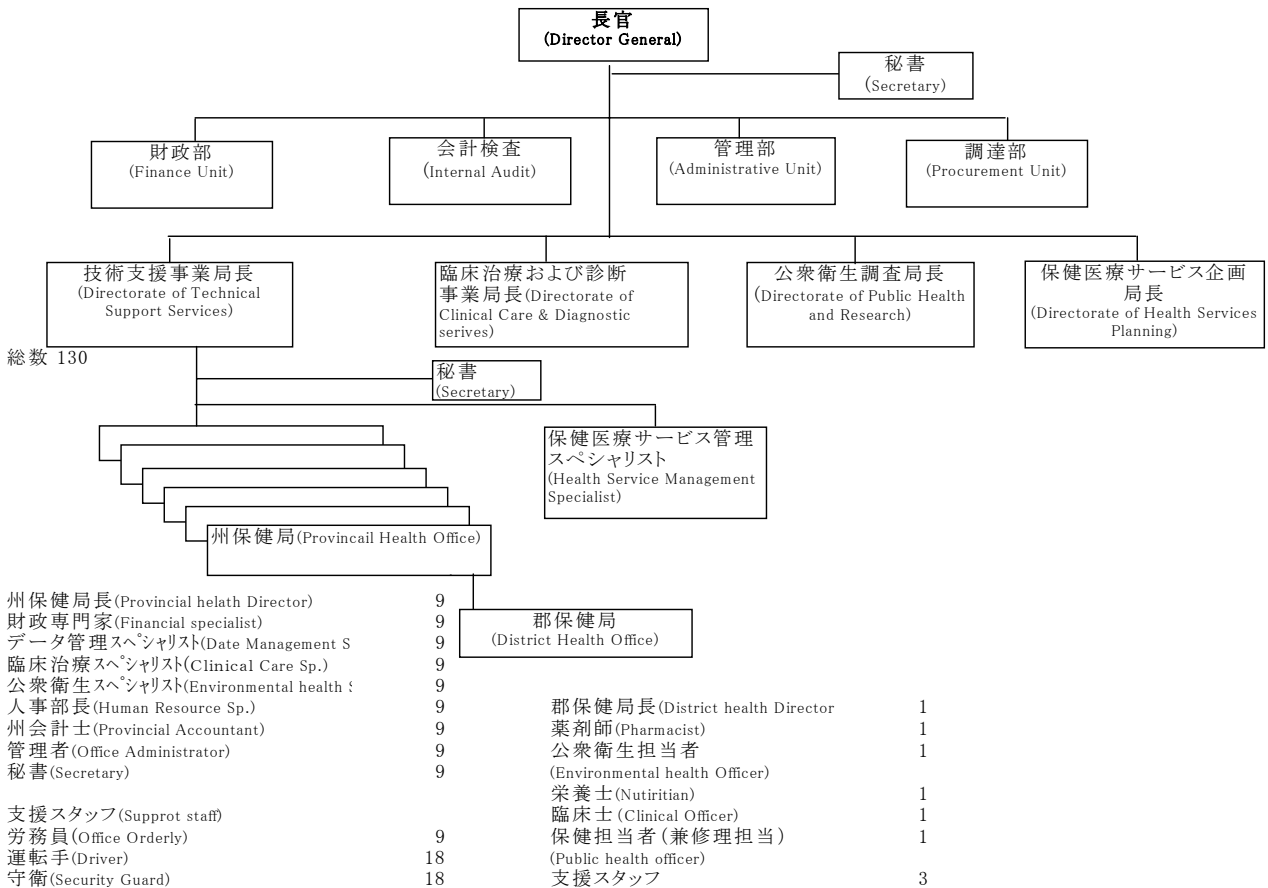 長官
(Director General)
秘書
(Secretary)
財政部
(Finance Unit)
会計検査
(Internal Audit)
管理部
(Administrative Unit)
調達部
(Procurement Unit)
技術支援事業局長
(Directorate of Technical
Support Services)
臨床治療および診断
事業局長(Directorate of
Clinical Care & Diagnostic
serives)
公衆衛生調査局長
(Directorate of Public Health
and Research)
保健医療サービス企画
局長
(Directorate of Health Services
Planning)
総数 130
秘書
(Secretary)
保健医療サービス管理
スペシャリスト
(Health Service Management
Specialist)
州保健局(Provincail Health Office)
郡保健局
(District Health Office)
州保健局長(Provincial helath Director) 9
財政専門家(Financial specialist) 9
データ管理スペシャリスト(Date Management S 9
臨床治療スペシャリスト(Clinical Care Sp.) 9
公衆衛生スペシャリスト(Environmental health 9
人事部長(Human Resource Sp.) 9
州会計士(Provincial Accountant) 9
管理者(Office Administrator) 9
秘書(Secretary) 9
支援スタッフ(Supprot staff)
労務員(Office Orderly) 9
運転手(Driver) 18
守衛(Security Guard) 18
郡保健局長(District health Director 1
薬剤師(Pharmacist) 1
公衆衛生担当者 1
(Environmental health Officer)
栄養士(Nutiritian) 1
臨床士(Clinical Officer) 1
保健担当者(兼修理担当) 1
(Public health officer)
支援スタッフ 3